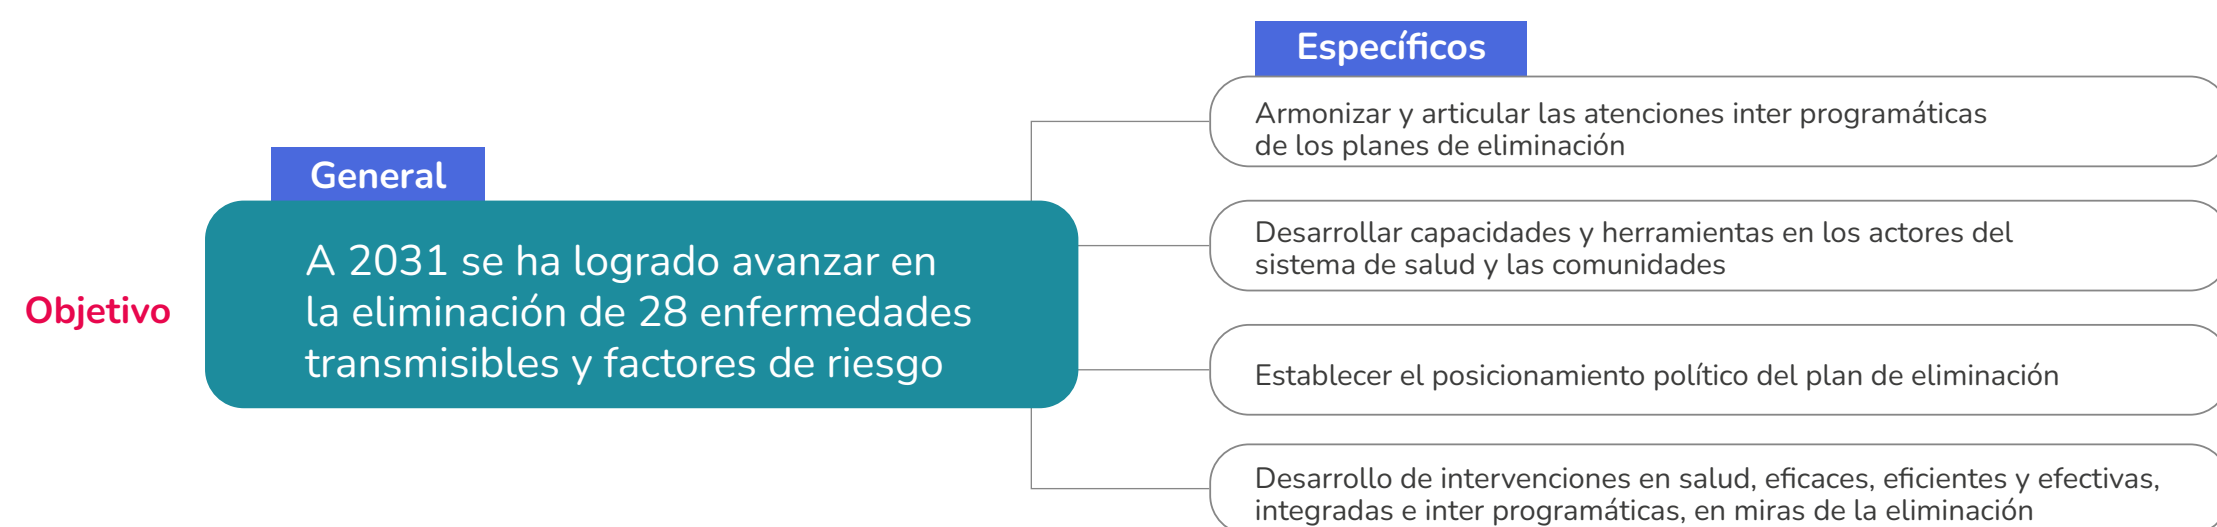 Objetivo
General
A 2031 se ha logrado avanzar en
la eliminación de 28 enfermedades
transmisibles y factores de riesgo
Específicos
Armonizar y articular las atenciones inter programáticas
de los planes de eliminación
Desarrollar capacidades y herramientas en los actores del
sistema de salud y las comunidades
Establecer el posicionamiento político del plan de eliminación
Desarrollo de intervenciones en salud, eficaces, eficientes y efectivas,
integradas e inter programáticas, en miras de la eliminación